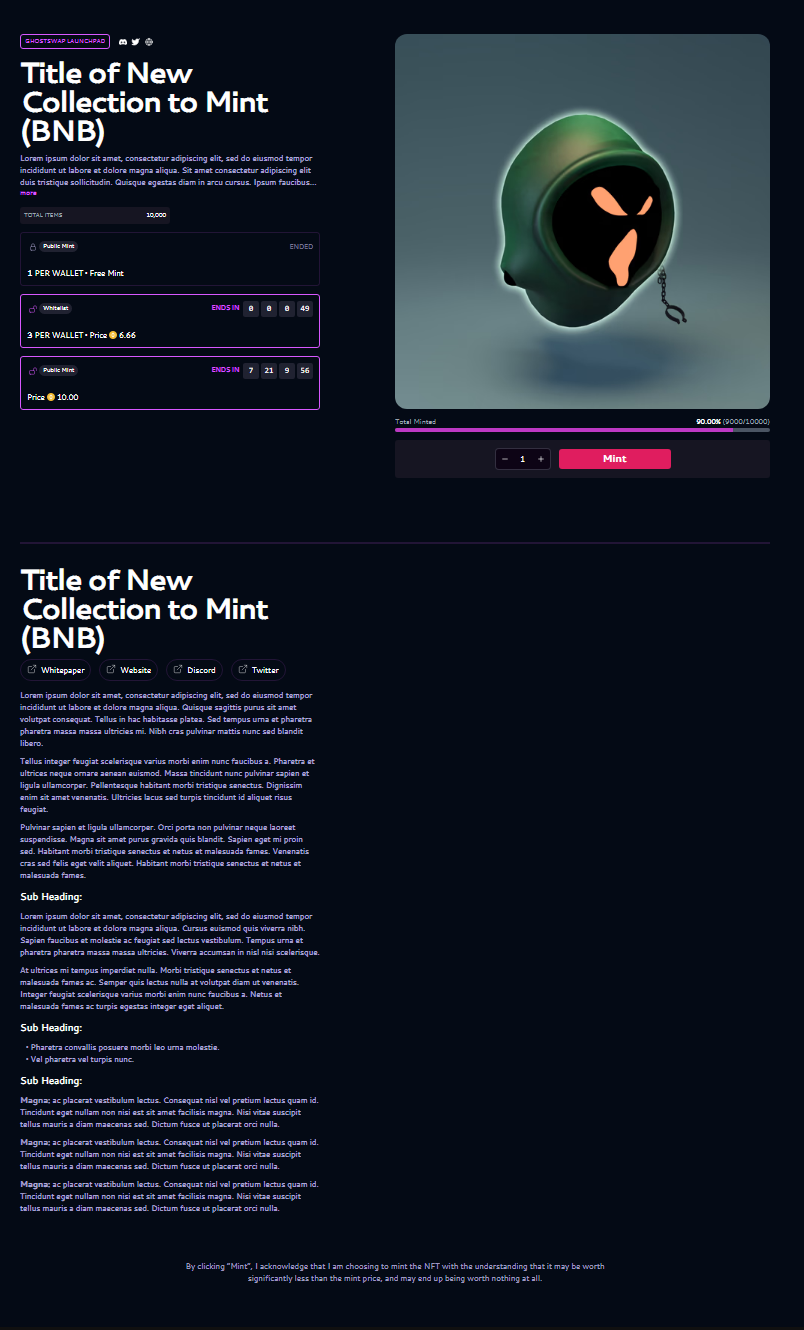 GHOSTSWAP LAUNCHPAD
Title of New
Collection to Mint
(BNB)
Lorem ipsum dolor sit amet, consectetur adipiscing elit, sed do eiusmod tempor
incididunt ut labore et dolore magna aliqua. Sit amet consectetur adipiscing elit
duis tristique sollicitudin. Quisque egestas diam in arcu cursus. Ipsum faucibus...
more
TOTAL ITEMS 10,000
Public Mint ENDED
1 PER WALLET • Free Mint
Whitelist ENDS IN 0 0 0 49
3 PER WALLET • Price 6.66
Public Mint ENDS IN 7 21 9 56
Price 10.00
Total Minted 90.00% (9000/10000)
− 1 + Mint
Title of New
Collection to Mint
(BNB)
Whitepaper Website Discord Twitter
Lorem ipsum dolor sit amet, consectetur adipiscing elit, sed do eiusmod tempor
incididunt ut labore et dolore magna aliqua. Quisque sagittis purus sit amet
volutpat consequat. Tellus in hac habitasse platea. Sed tempus urna et pharetra
pharetra massa massa ultricies mi. Nibh cras pulvinar mattis nunc sed blandit
libero.
Tellus integer feugiat scelerisque varius morbi enim nunc faucibus a. Pharetra et
ultrices neque ornare aenean euismod. Massa tincidunt nunc pulvinar sapien et
ligula ullamcorper. Pellentesque habitant morbi tristique senectus. Dignissim
enim sit amet venenatis. Ultricies lacus sed turpis tincidunt id aliquet risus
feugiat.
Pulvinar sapien et ligula ullamcorper. Orci porta non pulvinar neque laoreet
suspendisse. Magna sit amet purus gravida quis blandit. Sapien eget mi proin
sed. Habitant morbi tristique senectus et netus et malesuada fames. Venenatis
cras sed felis eget velit aliquet. Habitant morbi tristique senectus et netus et
malesuada fames.
Sub Heading:
Lorem ipsum dolor sit amet, consectetur adipiscing elit, sed do eiusmod tempor
incididunt ut labore et dolore magna aliqua. Cursus euismod quis viverra nibh.
Sapien faucibus et molestie ac feugiat sed lectus vestibulum. Tempus urna et
pharetra pharetra massa massa ultricies. Viverra accumsan in nisl nisi scelerisque.
At ultrices mi tempus imperdiet nulla. Morbi tristique senectus et netus et
malesuada fames ac. Semper quis lectus nulla at volutpat diam ut venenatis.
Integer feugiat scelerisque varius morbi enim nunc faucibus a. Netus et
malesuada fames ac turpis egestas integer eget aliquet.
Sub Heading:
• Pharetra convallis posuere morbi leo urna molestie.
• Vel pharetra vel turpis nunc.
Sub Heading:
Magna; ac placerat vestibulum lectus. Consequat nisl vel pretium lectus quam id.
Tincidunt eget nullam non nisi est sit amet facilisis magna. Nisi vitae suscipit
tellus mauris a diam maecenas sed. Dictum fusce ut placerat orci nulla.
Magna; ac placerat vestibulum lectus. Consequat nisl vel pretium lectus quam id.
Tincidunt eget nullam non nisi est sit amet facilisis magna. Nisi vitae suscipit
tellus mauris a diam maecenas sed. Dictum fusce ut placerat orci nulla.
Magna; ac placerat vestibulum lectus. Consequat nisl vel pretium lectus quam id.
Tincidunt eget nullam non nisi est sit amet facilisis magna. Nisi vitae suscipit
tellus mauris a diam maecenas sed. Dictum fusce ut placerat orci nulla.
By clicking "Mint", I acknowledge that I am choosing to mint the NFT with the understanding that it may be worth
significantly less than the mint price, and may end up being worth nothing at all.